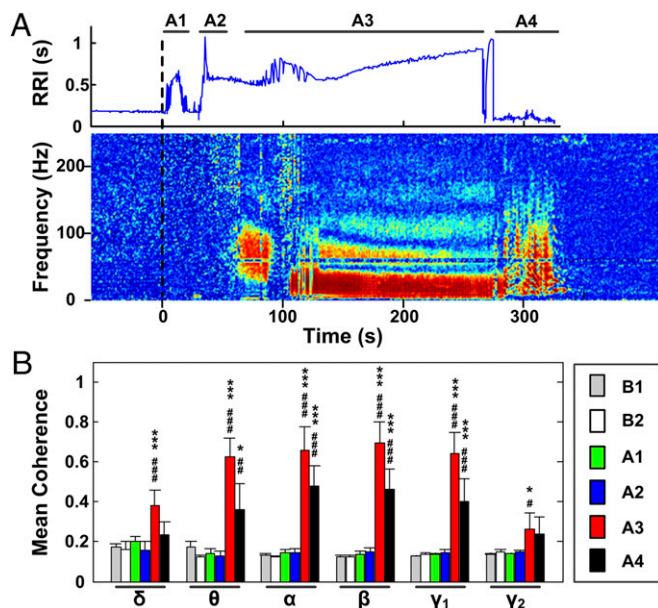 A
A1 A2 A3 A4
RRI (s)
1
0.5
0
Frequency (Hz)
200
100
0
0 100 200 300
Time (s)
B
Mean Coherence
1
0.8
0.6
0.4
0.2
0
*** ###
*** ###
* ##
*** ###
*** ###
*** ###
*** ###
*** ###
*** ###
* #
δ θ α β γ1 γ2
B1
B2
A1
A2
A3
A4